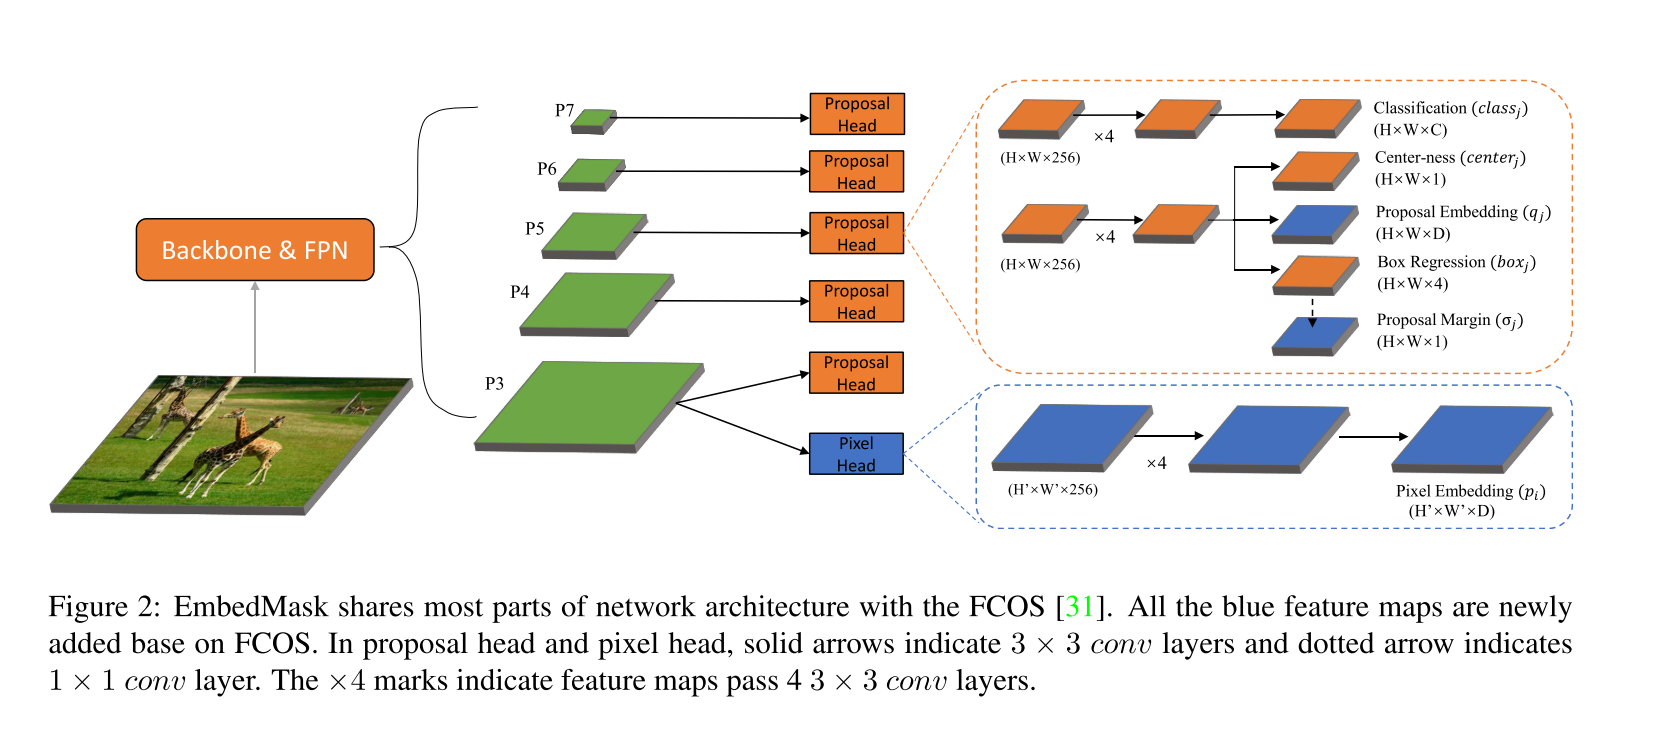 P7
Proposal
Head
P6
Proposal
Head
P5
Proposal
Head
P4
Proposal
Head
P3
Proposal
Head
Pixel
Head
Backbone & FPN
×4
(H×W×256)
Classification (class_j)
(H×W×C)
Center-ness (center_j)
(H×W×1)
×4
(H×W×256)
Proposal Embedding (q_j)
(H×W×D)
Box Regression (box_j)
(H×W×4)
Proposal Margin (σ_j)
(H×W×1)
×4
(H'×W'×256)
Pixel Embedding (p_i)
(H'×W'×D)
Figure 2: EmbedMask shares most parts of network architecture with the FCOS [31]. All the blue feature maps are newly
added base on FCOS. In proposal head and pixel head, solid arrows indicate 3 × 3 conv layers and dotted arrow indicates
1 × 1 conv layer. The ×4 marks indicate feature maps pass 4 3 × 3 conv layers.